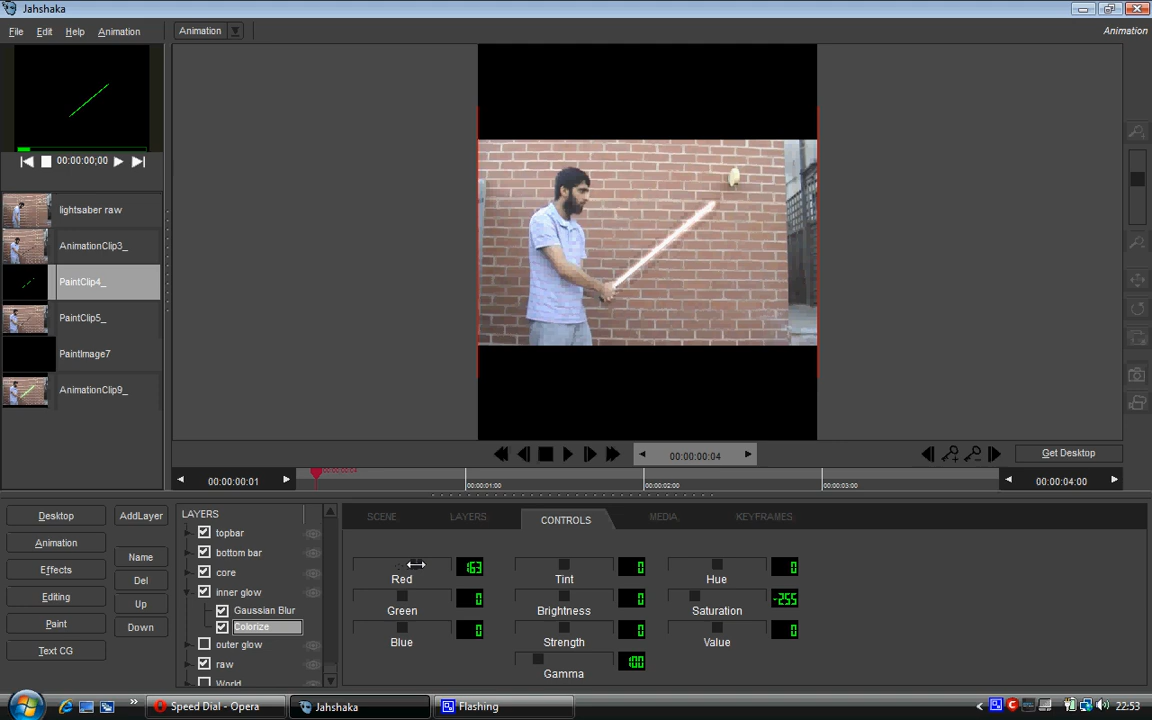 Jahshaka
File Edit Help Animation
Animation
Animation
00:00:00;00
lightsaber raw
AnimationClip3_
PaintClip4_
PaintClip5_
PaintImage7
AnimationClip9_
00:00:00:04
Get Desktop
00:00:00:04
00:00:00:01
00:00:01:00
00:00:02:00
00:00:03:00
00:00:04:00
Desktop
Animation
Effects
Editing
Paint
Text CG
AddLayer
Name
Del
Up
Down
LAYERS
topbar
bottom bar
core
inner glow
Gaussian Blur
Colorize
outer glow
raw
World
SCENE LAYERS CONTROLS MEDIA KEYFRAMES
163 0 0
Red Tint Hue
0 0 -255
Green Brightness Saturation
0 0 0
Blue Strength Value
100
Gamma
Speed Dial - Opera
Jahshaka
Flashing
22:53